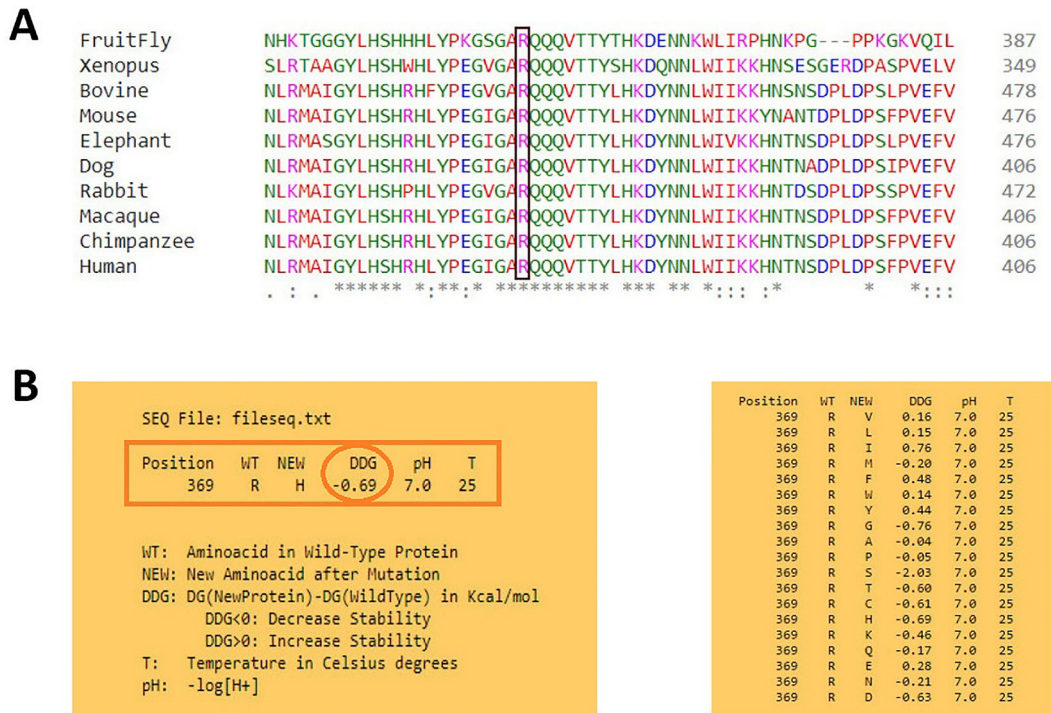 A
FruitFly NHKTGGGYLHSHHHLYPKGSGARQQQVTTYTHKDENNKWLIRPHNKPG---PPKGKVQIL 387
Xenopus SLRTAAGYLHSHWHLYPEGVGARQQQVTTYSHKDQNNLWIIKKHNSESGERDPASPVELV 349
Bovine NLRMAIGYLHSHRHFYPEGVGARQQQVTTYLHKDYNNLWIIKKHNSNSDPLDPSLPVEFV 478
Mouse NLRMAIGYLHSHRHLYPEGIGARQQQVTTYLHKDYNNLWIIKKYNANTDPLDPSFPVEFV 476
Elephant NLRMASGYLHSHRHLYPEGIGARQQQVTTYLHKDYNNLWIVKKHNTNSDPLDPSLPVEFV 476
Dog NLRMAIGYLHSHRHLYPEGIGARQQQVTTYLHKDYNNLWIIKKHNTNADPLDPSIPVEFV 406
Rabbit NLKMAIGYLHSHPHLYPEGVGARQQQVTTYLHKDYNNLWIIKKHNTDSDPLDPSSPVEFV 472
Macaque NLRMAIGYLHSHRHLYPEGIGARQQQVTTYLHKDYNNLWIIKKHNTNSDPLDPSFPVEFV 406
Chimpanzee NLRMAIGYLHSHRHLYPEGIGARQQQVTTYLHKDYNNLWIIKKHNTNSDPLDPSFPVEFV 406
Human NLRMAIGYLHSHRHLYPEGIGARQQQVTTYLHKDYNNLWIIKKHNTNSDPLDPSFPVEFV 406
. : . ****** *:**:* ********** *** ** *::: :* * *:::
B
SEQ File: fileseq.txt
Position WT NEW DDG pH T
369 R H -0.69 7.0 25
WT: Aminoacid in Wild-Type Protein
NEW: New Aminoacid after Mutation
DDG: DG(NewProtein)-DG(WildType) in Kcal/mol
DDG<0: Decrease Stability
DDG>0: Increase Stability
T: Temperature in Celsius degrees
pH: -log[H+]
Position WT NEW DDG pH T
369 R V 0.16 7.0 25
369 R L 0.15 7.0 25
369 R I 0.76 7.0 25
369 R M -0.20 7.0 25
369 R F 0.48 7.0 25
369 R W 0.14 7.0 25
369 R Y 0.44 7.0 25
369 R G -0.76 7.0 25
369 R A -0.04 7.0 25
369 R P -0.05 7.0 25
369 R S -2.03 7.0 25
369 R T -0.60 7.0 25
369 R C -0.61 7.0 25
369 R H -0.69 7.0 25
369 R K -0.46 7.0 25
369 R Q -0.17 7.0 25
369 R E 0.28 7.0 25
369 R N -0.21 7.0 25
369 R D -0.63 7.0 25